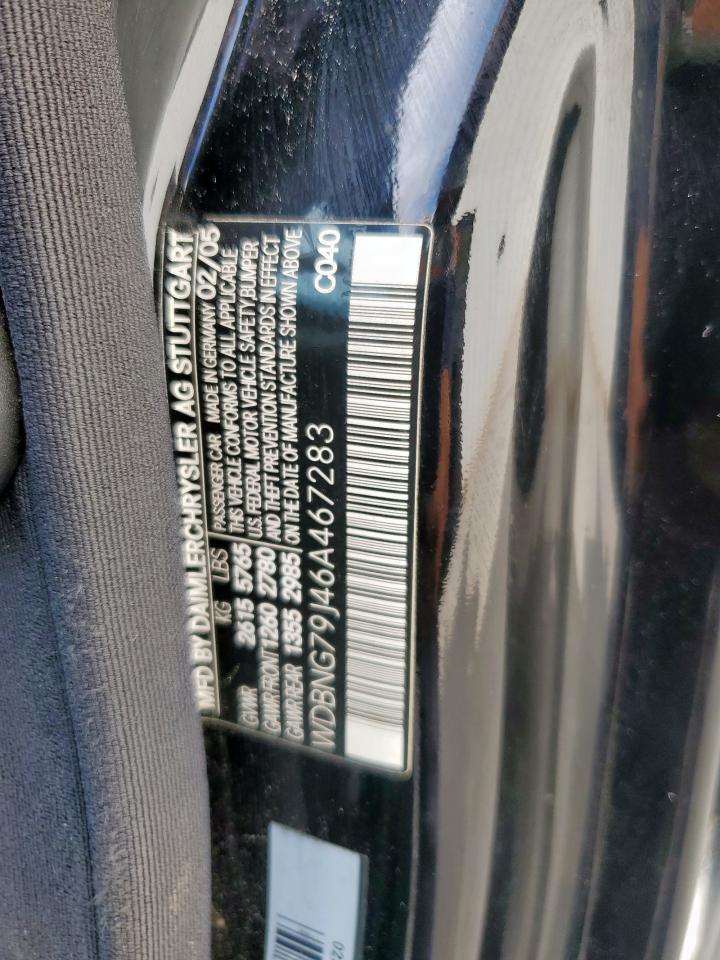 MFD BY DAIMLERCHRYSLER AG STUTTGART
KG LBS PASSENGER CAR MADE IN GERMANY 02/05
GVWR 2615 5765 THIS VEHICLE CONFORMS TO ALL APPLICABLE
GAWR FRONT 1260 2780 U.S. FEDERAL MOTOR VEHICLE SAFETY,BUMPER
GAWR REAR 1355 2985 AND THEFT PREVENTION STANDARDS IN EFFECT
ON THE DATE OF MANUFACTURE SHOWN ABOVE
WDBNG79J46A467283 C040